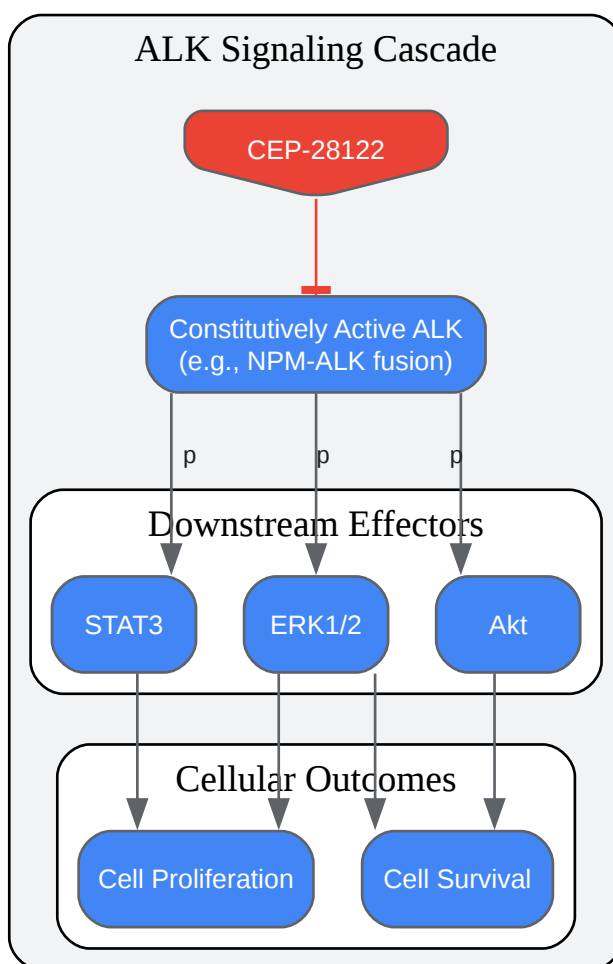 ALK Signaling Cascade
CEP-28122
Constitutively Active ALK
(e.g., NPM-ALK fusion)
p p p
Downstream Effectors
STAT3 ERK1/2 Akt
Cellular Outcomes
Cell Proliferation Cell Survival